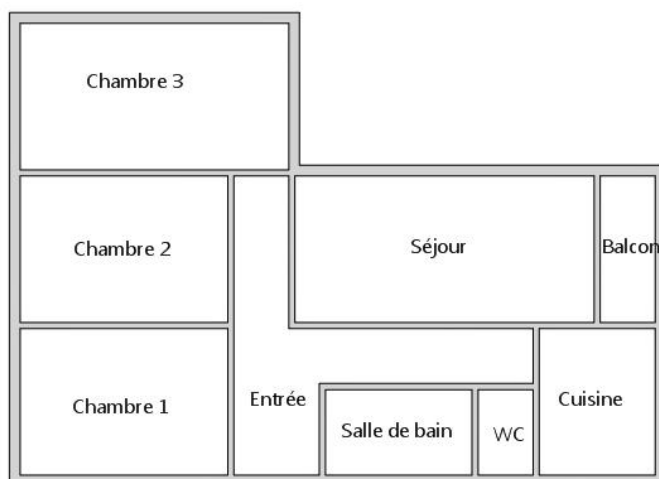 Chambre 3
Chambre 2
Séjour
Balcon
Chambre 1
Entrée
Salle de bain
WC
Cuisine